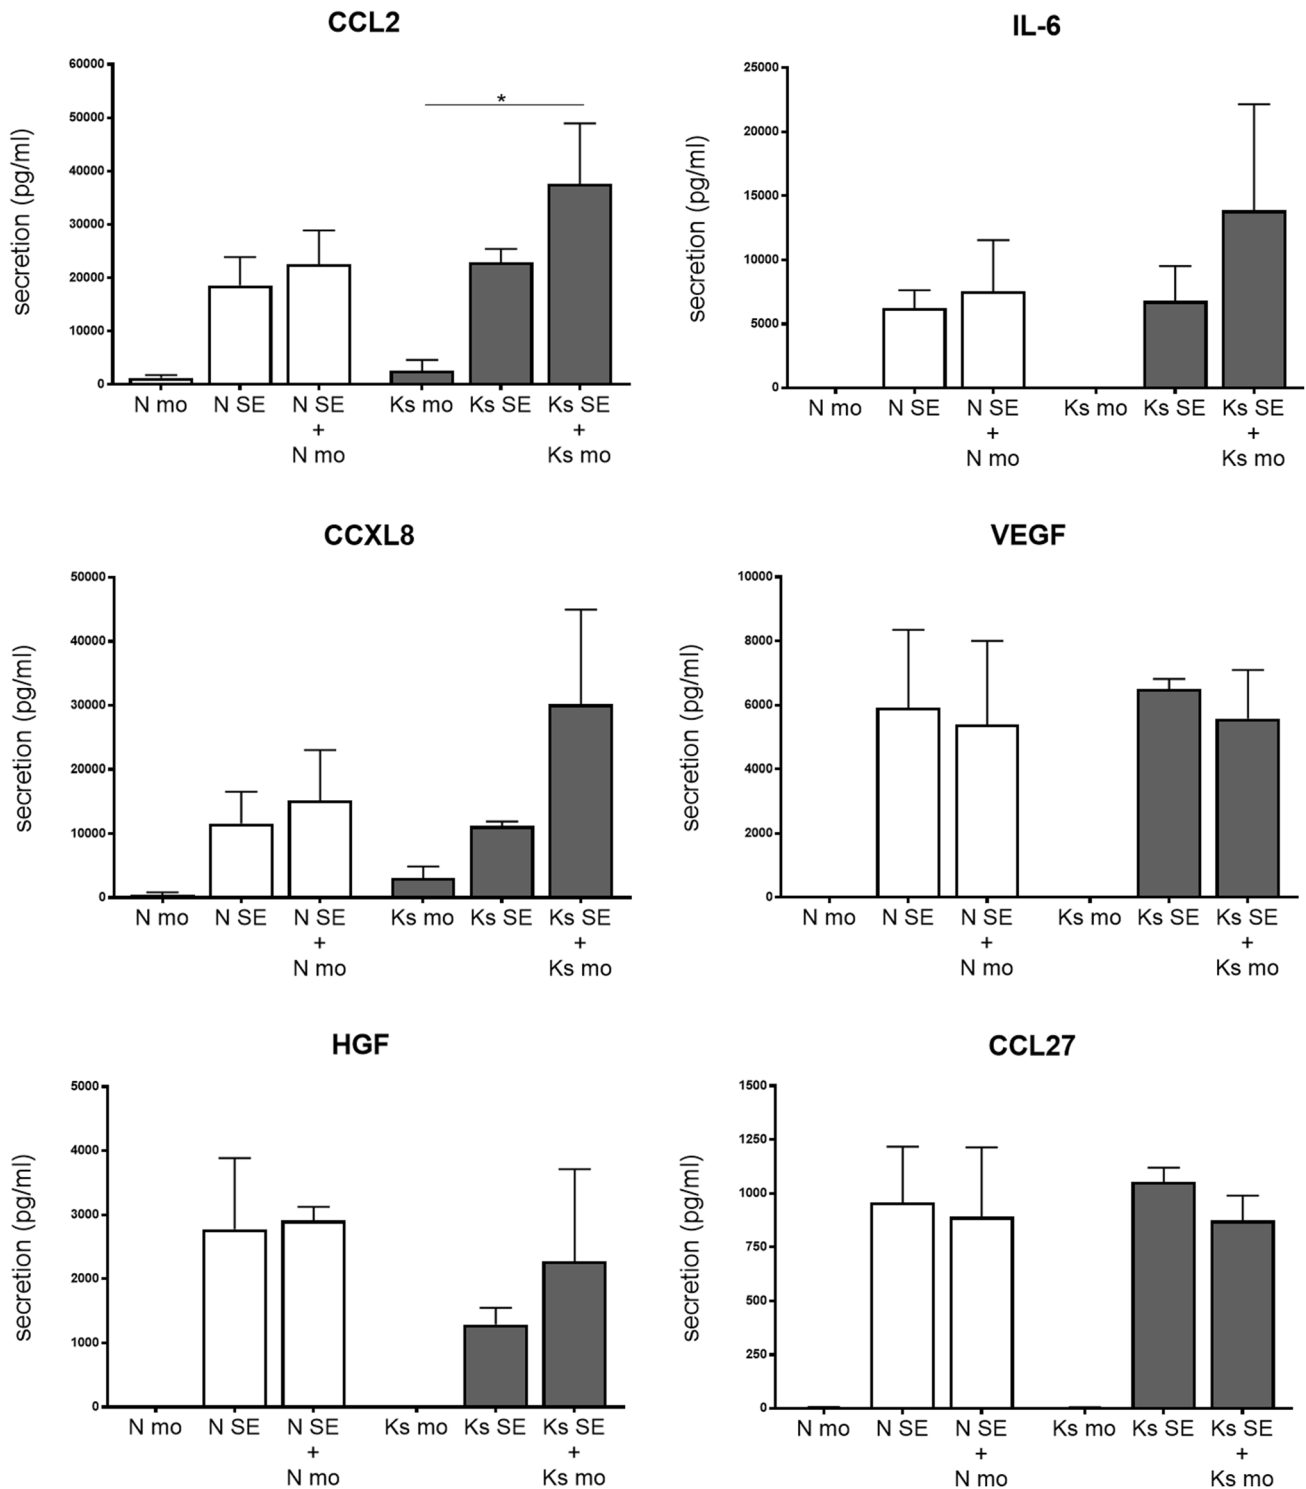 CCL2
secretion (pg/ml)
60000
50000
40000
30000
20000
10000
0
*
N mo
N SE
N SE
+
N mo
Ks mo
Ks SE
Ks SE
+
Ks mo
IL-6
secretion (pg/ml)
25000
20000
15000
10000
5000
0
N mo
N SE
N SE
+
N mo
Ks mo
Ks SE
Ks SE
+
Ks mo
CCXL8
secretion (pg/ml)
50000
40000
30000
20000
10000
0
N mo
N SE
N SE
+
N mo
Ks mo
Ks SE
Ks SE
+
Ks mo
VEGF
secretion (pg/ml)
10000
8000
6000
4000
2000
0
N mo
N SE
N SE
+
N mo
Ks mo
Ks SE
Ks SE
+
Ks mo
HGF
secretion (pg/ml)
5000
4000
3000
2000
1000
0
N mo
N SE
N SE
+
N mo
Ks mo
Ks SE
Ks SE
+
Ks mo
CCL27
secretion (pg/ml)
1500
1250
1000
750
500
250
0
N mo
N SE
N SE
+
N mo
Ks mo
Ks SE
Ks SE
+
Ks mo